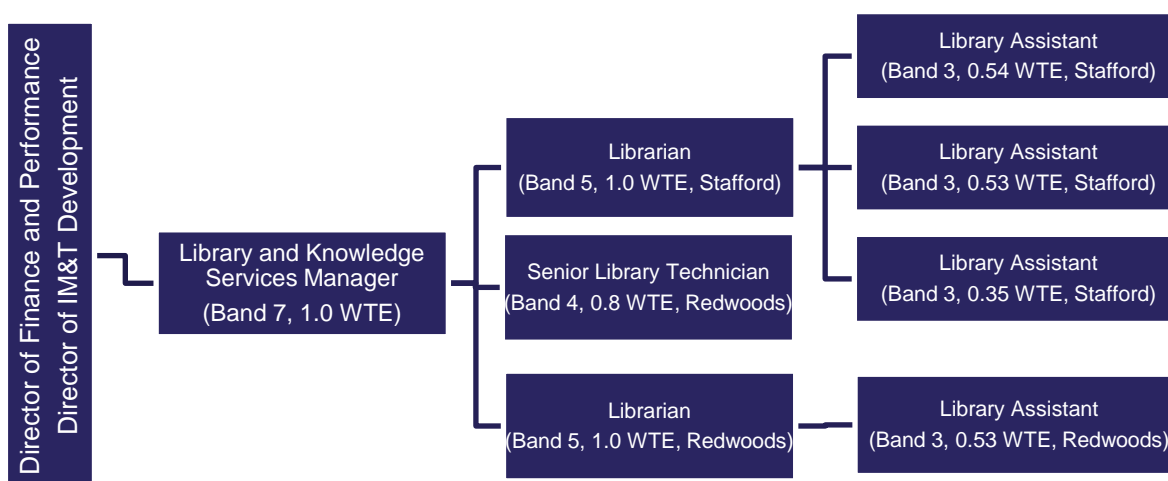 Director of Finance and Performance
Director of IM&T Development
Library and Knowledge
Services Manager
(Band 7, 1.0 WTE)
Librarian
(Band 5, 1.0 WTE, Stafford)
Senior Library Technician
(Band 4, 0.8 WTE, Redwoods)
Librarian
(Band 5, 1.0 WTE, Redwoods)
Library Assistant
(Band 3, 0.54 WTE, Stafford)
Library Assistant
(Band 3, 0.53 WTE, Stafford)
Library Assistant
(Band 3, 0.35 WTE, Stafford)
Library Assistant
(Band 3, 0.53 WTE, Redwoods)